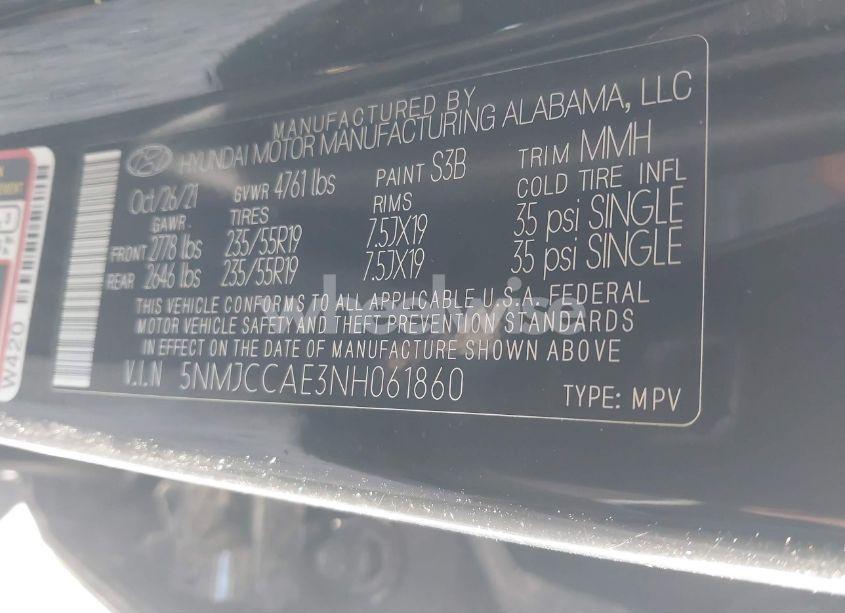 MANUFACTURED BY
HYUNDAI MOTOR MANUFACTURING ALABAMA, LLC
Oct/26/21 GVWR 4761 lbs PAINT S3B TRIM MMH
GAWR TIRES RIMS COLD TIRE INFL
FRONT 2778 lbs 235/55R19 7.5JX19 35 psi SINGLE
REAR 2646 lbs 235/55R19 7.5JX19 35 psi SINGLE
THIS VEHICLE CONFORMS TO ALL APPLICABLE U.S.A. FEDERAL
MOTOR VEHICLE SAFETY AND THEFT PREVENTION STANDARDS
IN EFFECT ON THE DATE OF MANUFACTURE SHOWN ABOVE
V.I.N 5NMJCCAE3NH061860 TYPE: MPV
W420